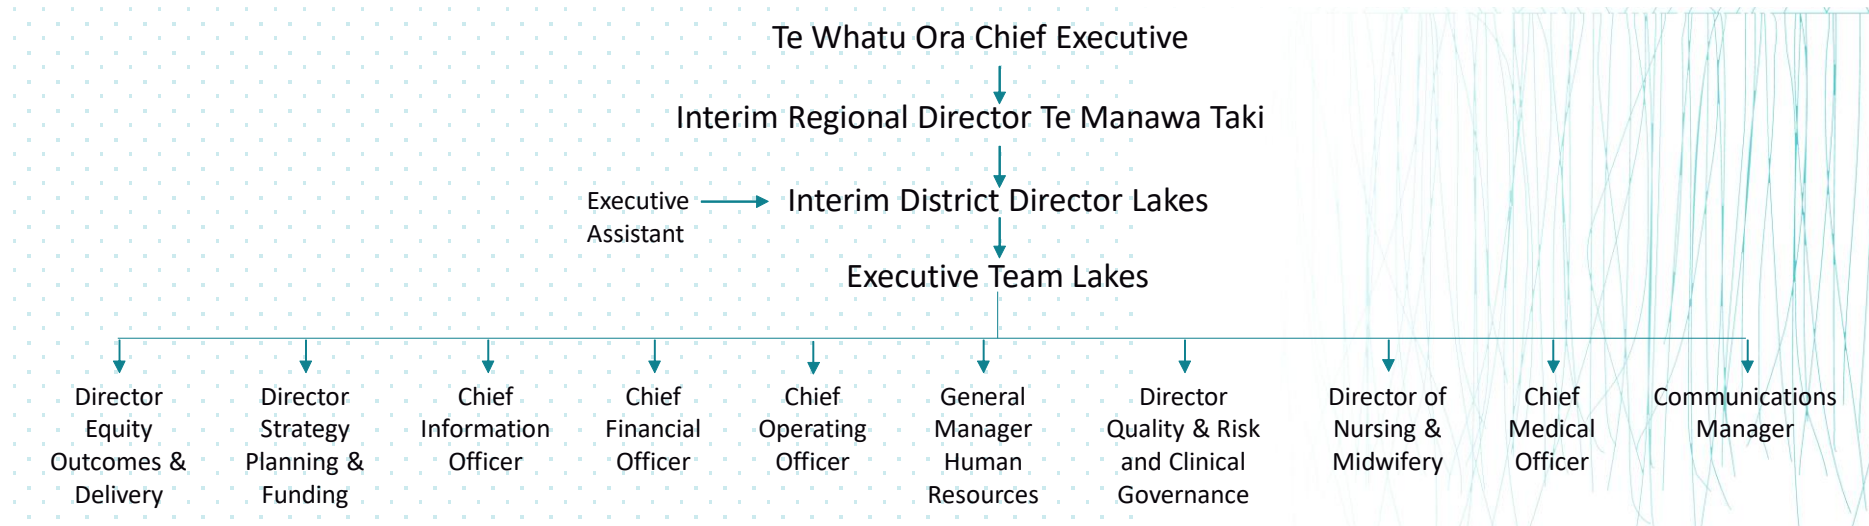 Te Whatu Ora Chief Executive
Interim Regional Director Te Manawa Taki
Executive
Assistant
Interim District Director Lakes
Executive Team Lakes
Director
Equity
Outcomes &
Delivery
Director
Strategy
Planning &
Funding
Chief
Information
Officer
Chief
Financial
Officer
Chief
Operating
Officer
General
Manager
Human
Resources
Director
Quality & Risk
and Clinical
Governance
Director of
Nursing &
Midwifery
Chief
Medical
Officer
Communications
Manager